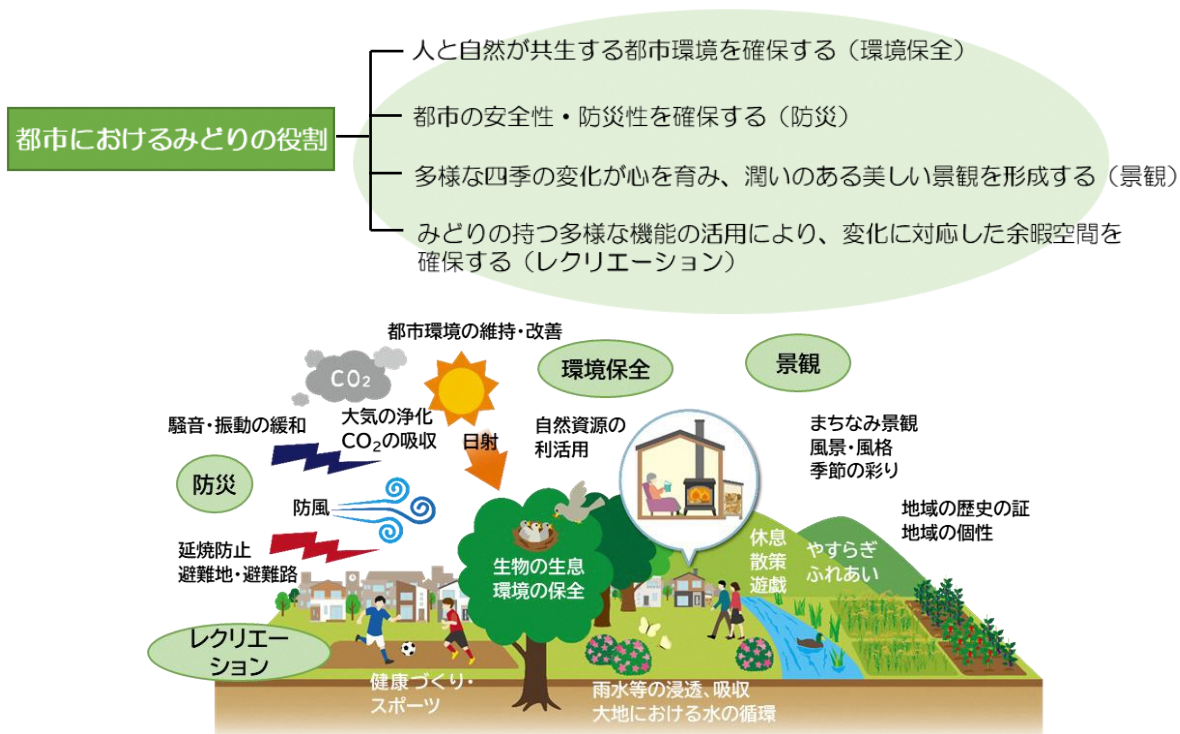 都市におけるみどりの役割
人と自然が共生する都市環境を確保する（環境保全）
都市の安全性・防災性を確保する（防災）
多様な四季の変化が心を育み、潤いのある美しい景観を形成する（景観）
みどりの持つ多様な機能の活用により、変化に対応した余暇空間を
確保する（レクリエーション）
都市環境の維持・改善
環境保全
景観
CO₂
大気の浄化
CO₂の吸収
日射
自然資源の
利活用
まちなみ景観
風景・風格
季節の彩り
騒音・振動の緩和
防災
防風
延焼防止
避難地・避難路
地域の歴史の証
地域の個性
生物の生息
環境の保全
休息
散策
遊戯
やすらぎ
ふれあい
レクリエー
ション
健康づくり・
スポーツ
雨水等の浸透、吸収
大地における水の循環